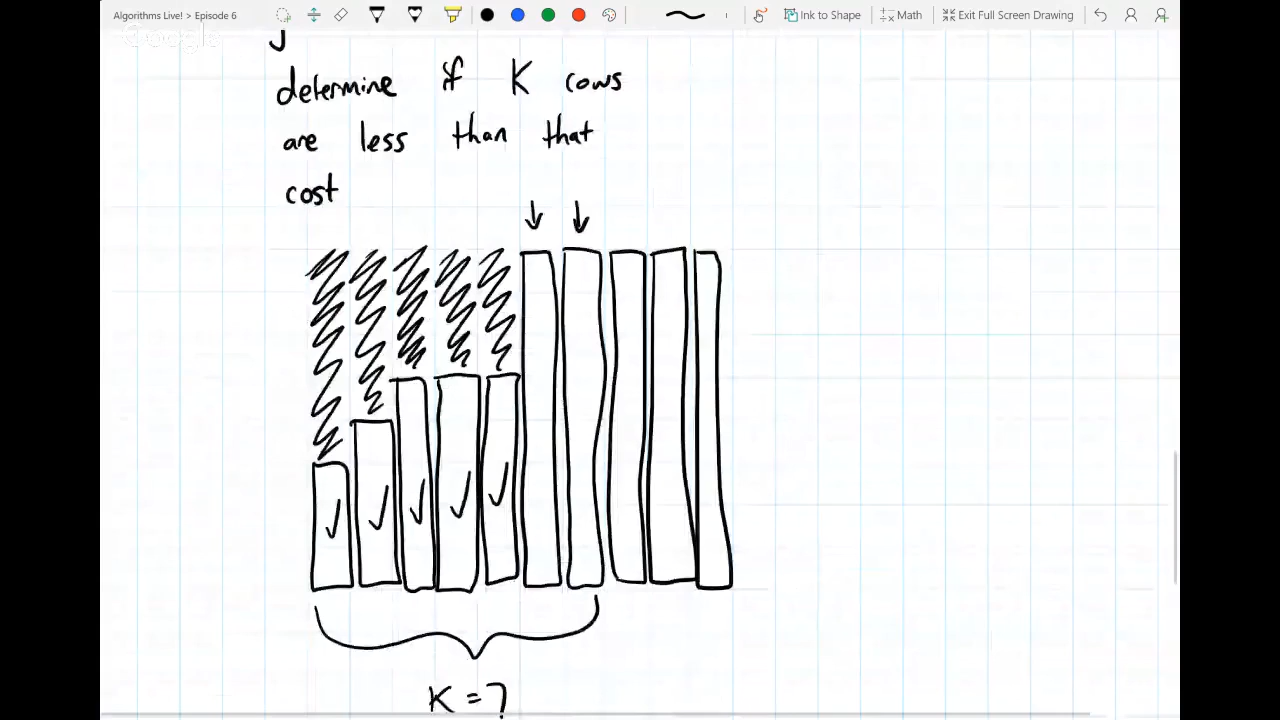 Algorithms Live! > Episode 6
Ink to Shape
Math
Exit Full Screen Drawing
Google
determine if K cows
are less than that
cost
K = 7